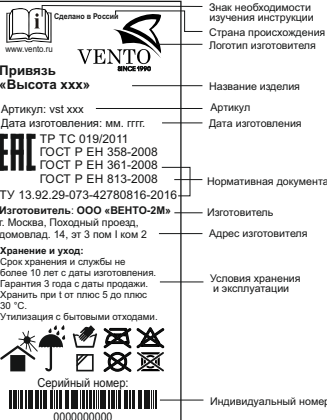 Сделано в России
www.vento.ru
VENTO
SINCE 1990
Знак необходимости
изучения инструкции
Страна происхождения
Логотип изготовителя
Привязь
«Высота xxx»
Название изделия
Артикул: vst xxx
Артикул
Дата изготовления: мм. гггг.
Дата изготовления
EAC
ТР ТС 019/2011
ГОСТ Р ЕН 358-2008
ГОСТ Р ЕН 361-2008
ГОСТ Р ЕН 813-2008
ТУ 13.92.29-073-42780816-2016
Нормативная документа
Изготовитель: ООО «ВЕНТО-2М»
Изготовитель
г. Москва, Походный проезд,
домовлад. 14, эт 3 пом I ком 2
Адрес изготовителя
Хранение и уход:
Срок хранения и службы не
более 10 лет с даты изготовления.
Гарантия 3 года с даты продажи.
Хранить при t от плюс 5 до плюс
30 °С.
Утилизация с бытовыми отходами.
Условия хранения
и эксплуатации
Серийный номер:
0000000000
Индивидуальный номер